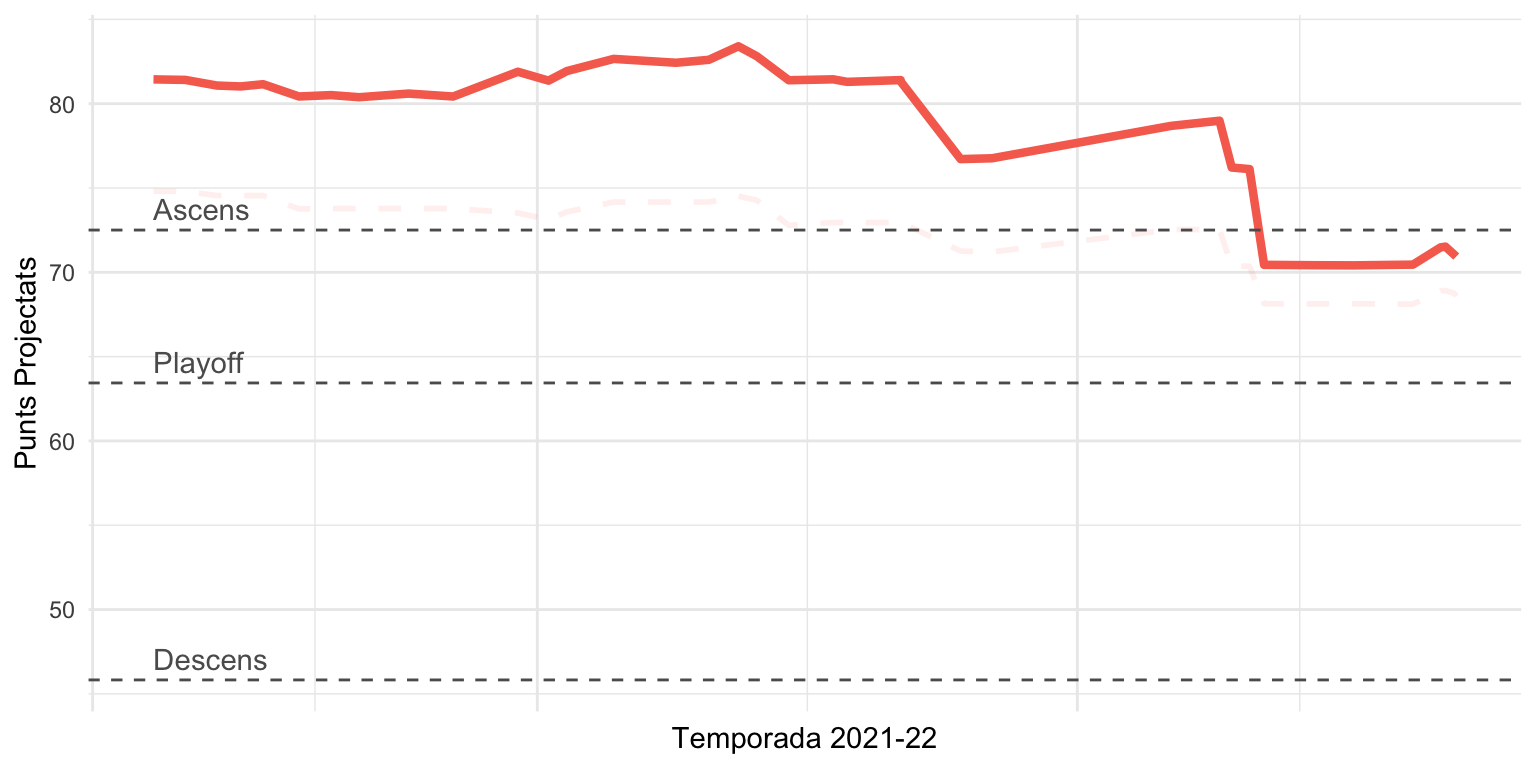 80
70
60
50
Punts Projectats
Ascens
Playoff
Descens
Temporada 2021-22